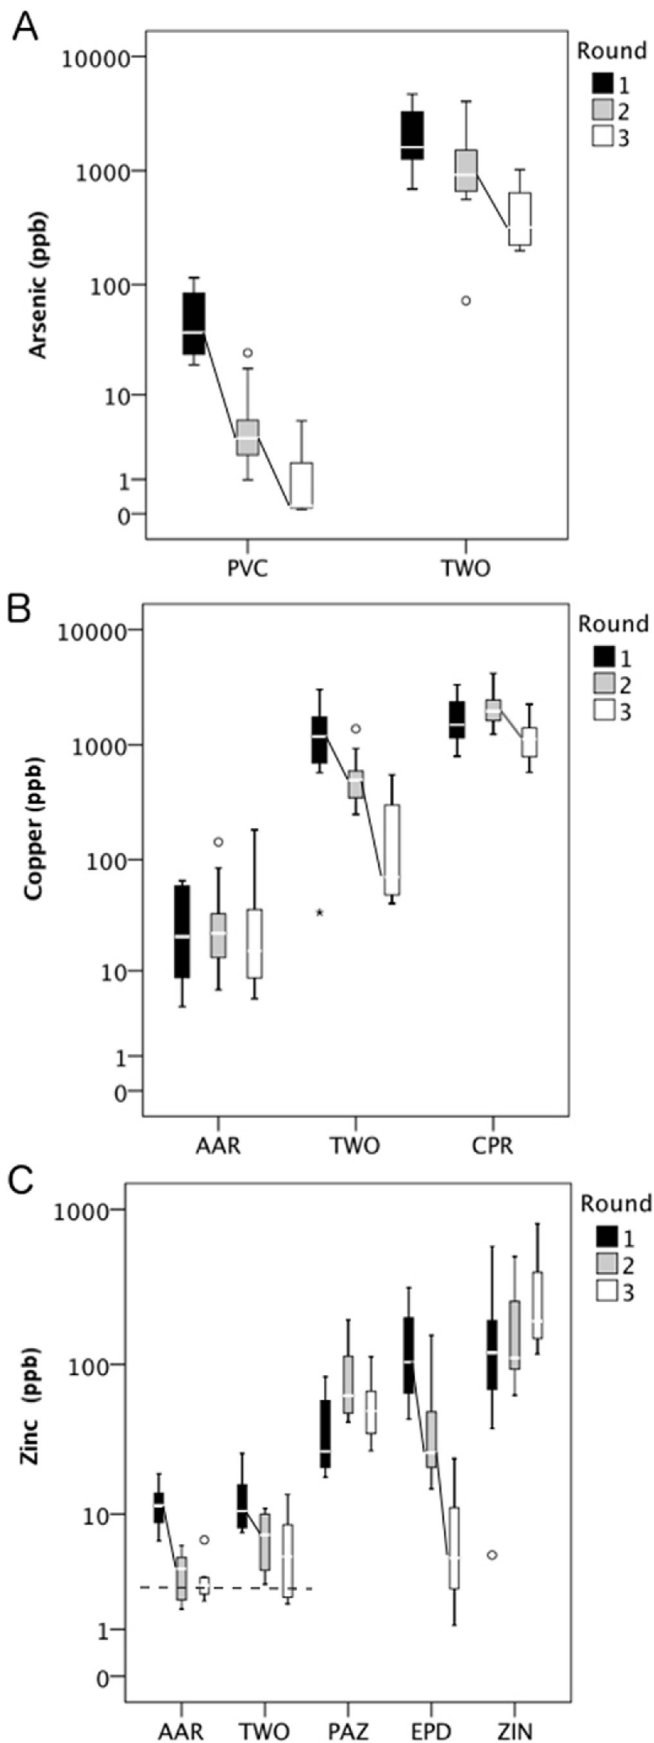 A
Arsenic (ppb)
10000
1000
100
10
1
0
PVC TWO
Round
1
2
3
B
Copper (ppb)
10000
1000
100
10
1
0
*
AAR TWO CPR
Round
1
2
3
C
Zinc (ppb)
1000
100
10
1
0
AAR TWO PAZ EPD ZIN
Round
1
2
3